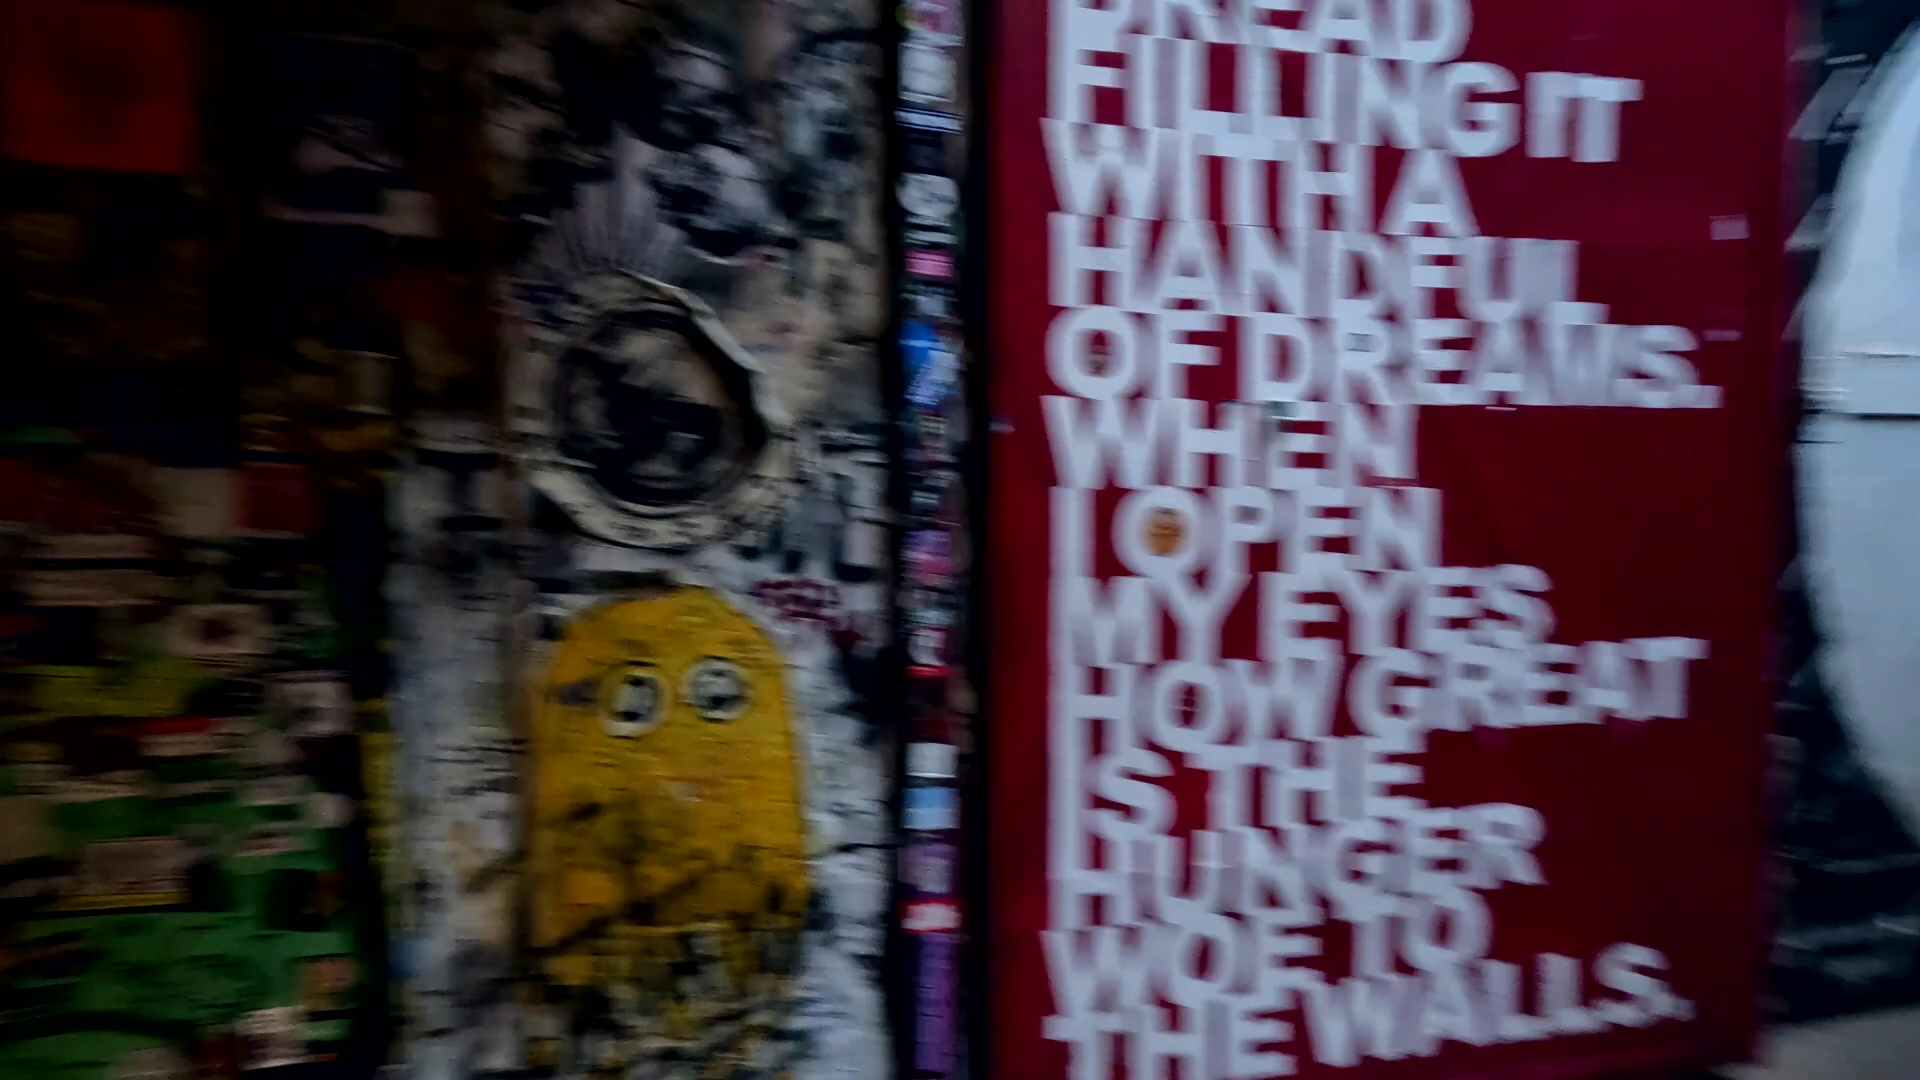 DREAD
FILLING IT
WITH A
HANDFUL
OF DREAMS.
WHEN
I OPEN
MY EYES
HOW GREAT
IS THE
HUNGER
WOE TO
THE WALLS.